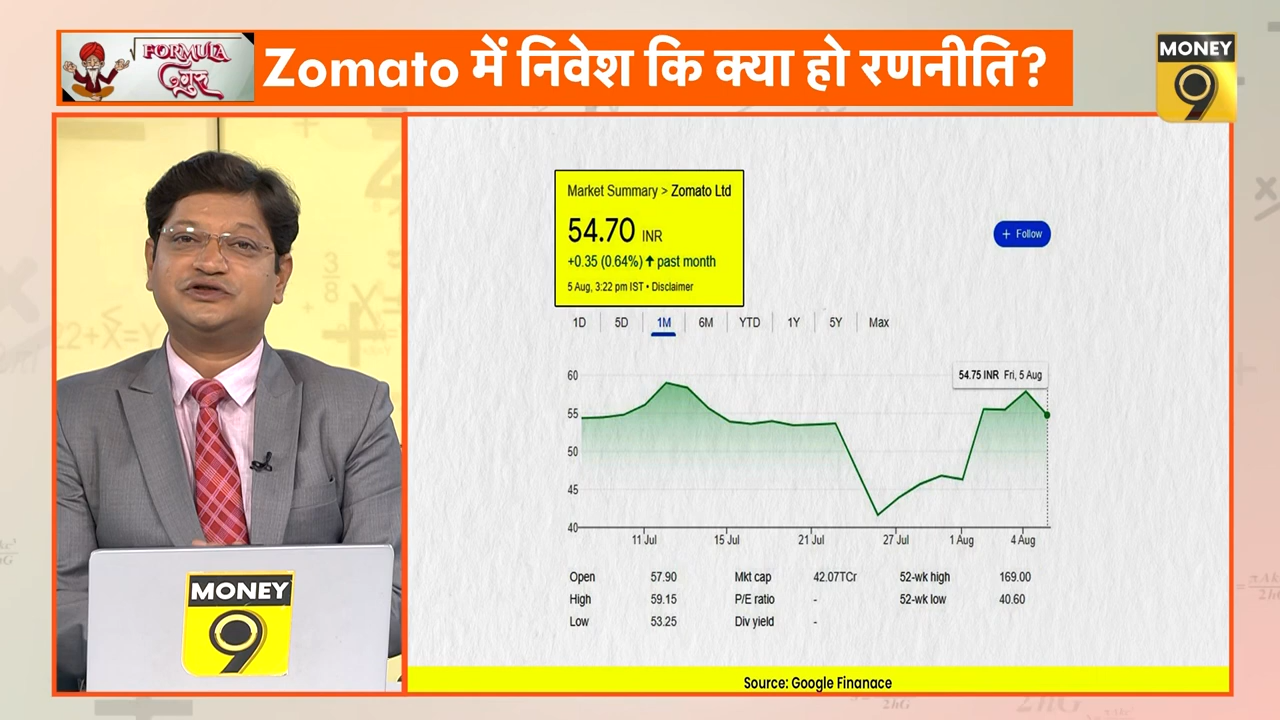 FORMULA गुरु
Zomato में निवेश कि क्या हो रणनीति?
MONEY
9
Market Summary > Zomato Ltd
54.70 INR
+0.35 (0.64%) ↑ past month
5 Aug, 3:22 pm IST • Disclaimer
+ Follow
1D 5D 1M 6M YTD 1Y 5Y Max
54.75 INR Fri, 5 Aug
60
55
50
45
40
11 Jul 15 Jul 21 Jul 27 Jul 1 Aug 4 Aug
Open 57.90 Mkt cap 42.07TCr 52-wk high 169.00
High 59.15 P/E ratio - 52-wk low 40.60
Low 53.25 Div yield -
MONEY
9
Source: Google Finanace